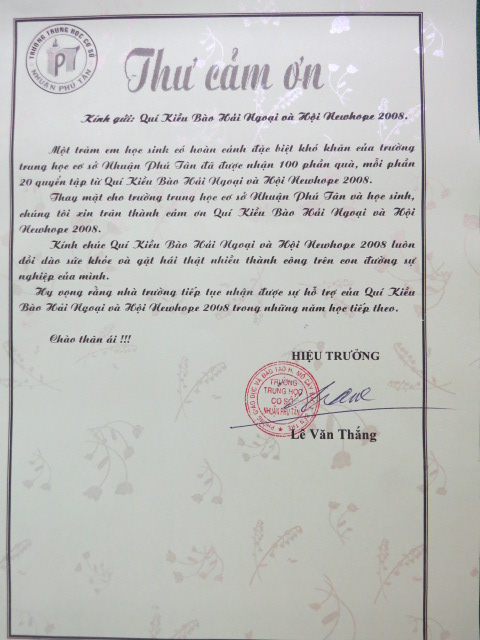 TRƯỜNG TRUNG HỌC CƠ SỞ
NHUẬN PHÚ TÂN
Thư cảm ơn
Kính gửi: Quí Kiều Bào Hải Ngoại và Hội Newhope 2008.
Một trăm em học sinh có hoàn cảnh đặc biệt khó khăn của trường
trung học cơ sở Nhuận Phú Tân đã được nhận 100 phần quà, mỗi phần
20 quyển tập từ Quí Kiều Bào Hải Ngoại và Hội Newhope 2008.
Thay mặt cho trường trung học cơ sở Nhuận Phú Tân và học sinh,
chúng tôi xin trân thành cảm ơn Quí Kiều Bào Hải Ngoại và Hội
Newhope 2008.
Kính chúc Quí Kiều Bào Hải Ngoại và Hội Newhope 2008 luôn
dồi dào sức khỏe và gặt hái thật nhiều thành công trên con đường sự
nghiệp của mình.
Hy vọng rằng nhà trường tiếp tục nhận được sự hỗ trợ của Quí Kiều
Bào Hải Ngoại và Hội Newhope 2008 trong những năm học tiếp theo.
Chào thân ái !!!
HIỆU TRƯỞNG
TRƯỜNG
TRUNG HỌC
CƠ SỞ
NHUẬN PHÚ TÂN
Lê Văn Thắng